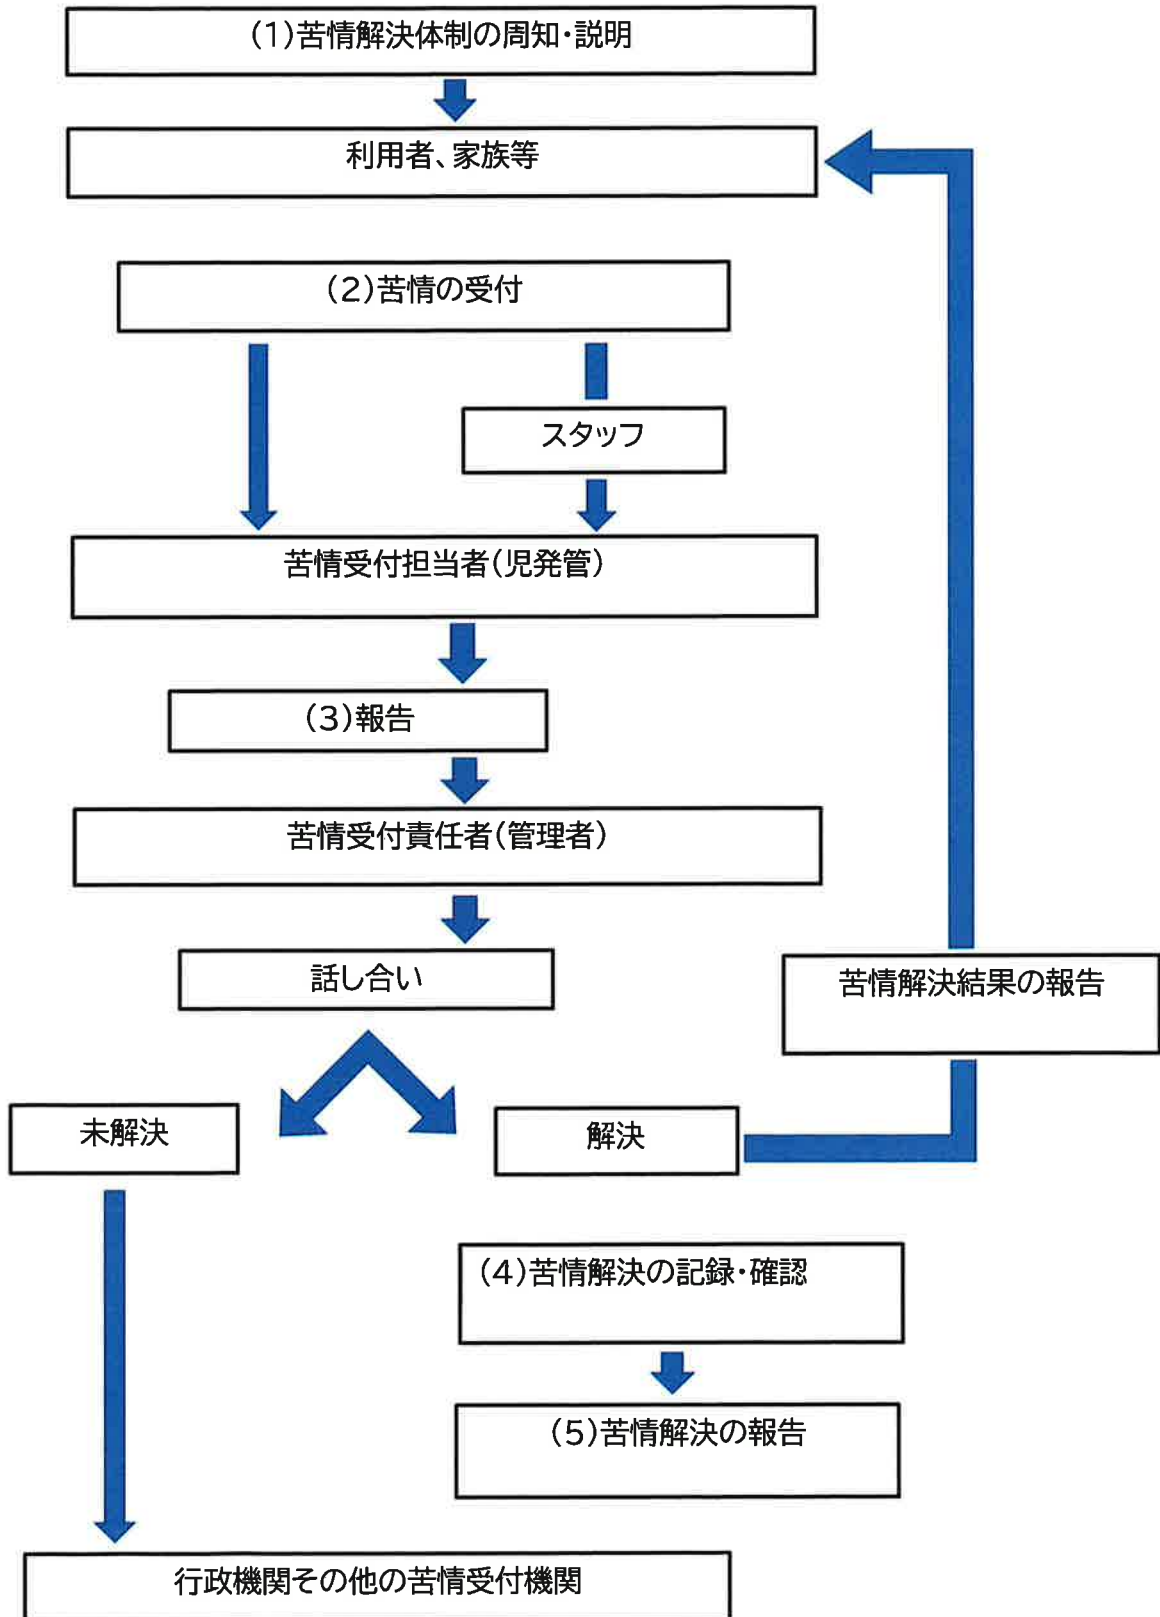 (1)苦情解決体制の周知・説明
利用者、家族等
(2)苦情の受付
スタッフ
苦情受付担当者(児発管)
(3)報告
苦情受付責任者(管理者)
話し合い
苦情解決結果の報告
未解決
解決
(4)苦情解決の記録・確認
(5)苦情解決の報告
行政機関その他の苦情受付機関